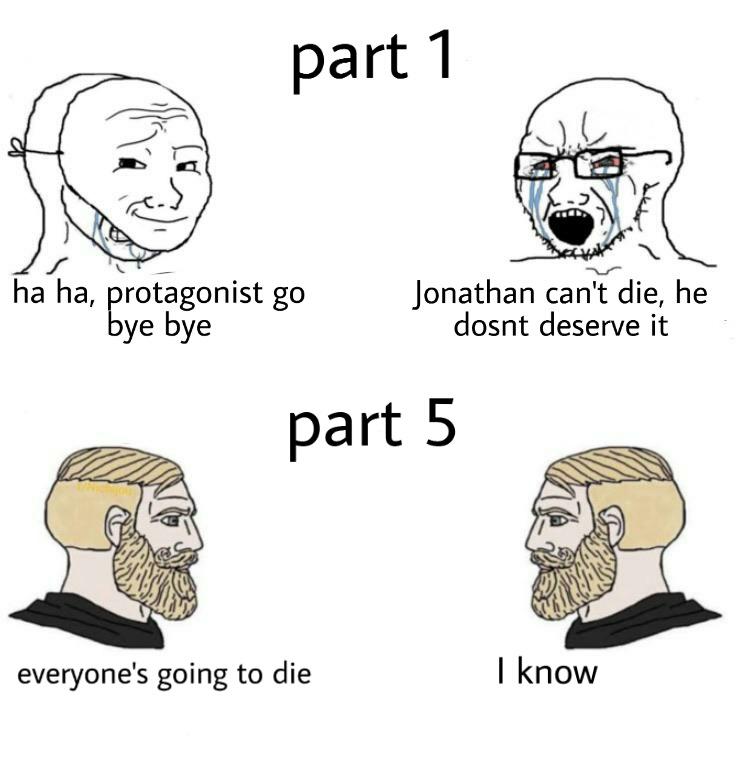 part 1
ha ha, protagonist go
bye bye
Jonathan can't die, he
dosnt deserve it
part 5
everyone's going to die
I know